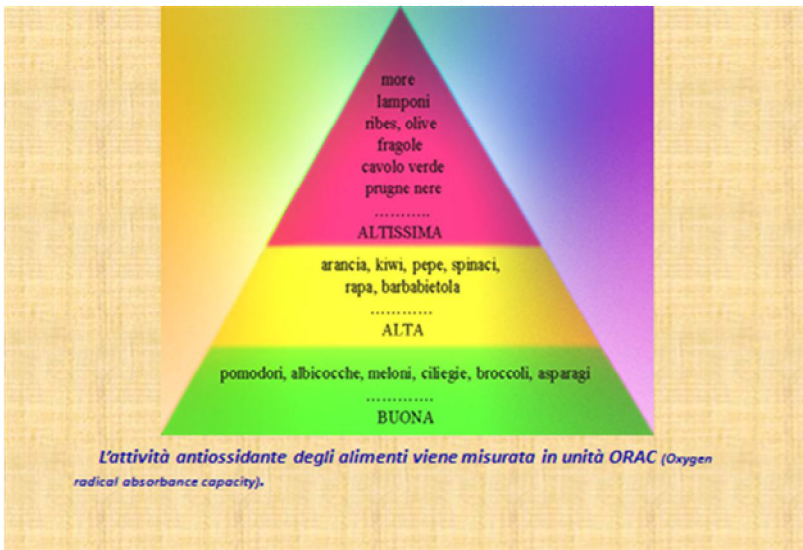 more
lamponi
ribes, olive
fragole
cavolo verde
prugne nere
...........
ALTISSIMA
arancia, kiwi, pepe, spinaci,
rapa, barbabietola
............
ALTA
pomodori, albicocche, meloni, ciliegie, broccoli, asparagi
.............
BUONA
L'attività antiossidante degli alimenti viene misurata in unità ORAC (Oxygen
radical absorbance capacity).